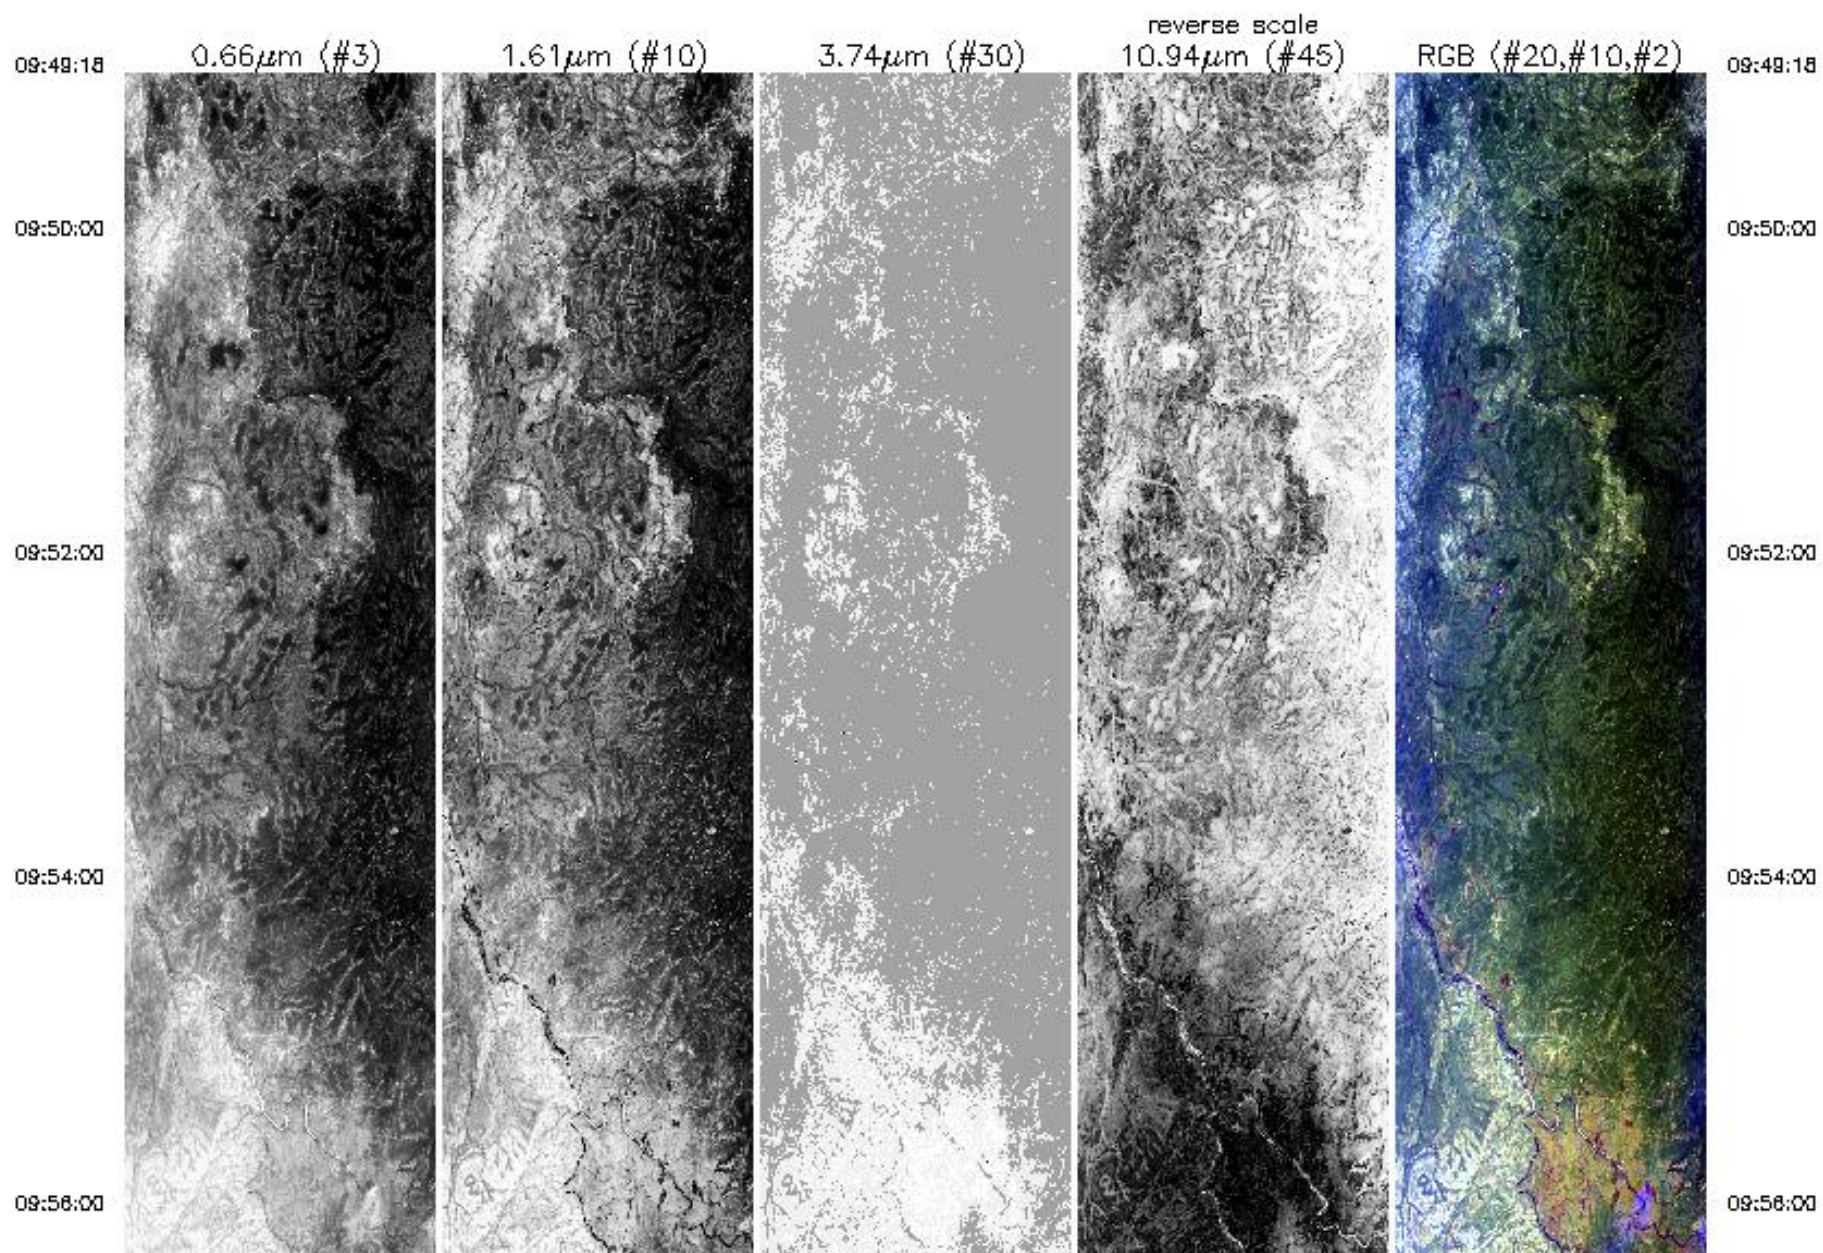 reverse scale
0.66μm (#3) 1.61μm (#10) 3.74μm (#30) 10.94μm (#45) RGB (#20,#10,#2)
09:49:18 09:49:18
09:50:00 09:50:00
09:52:00 09:52:00
09:54:00 09:54:00
09:56:00 09:56:00